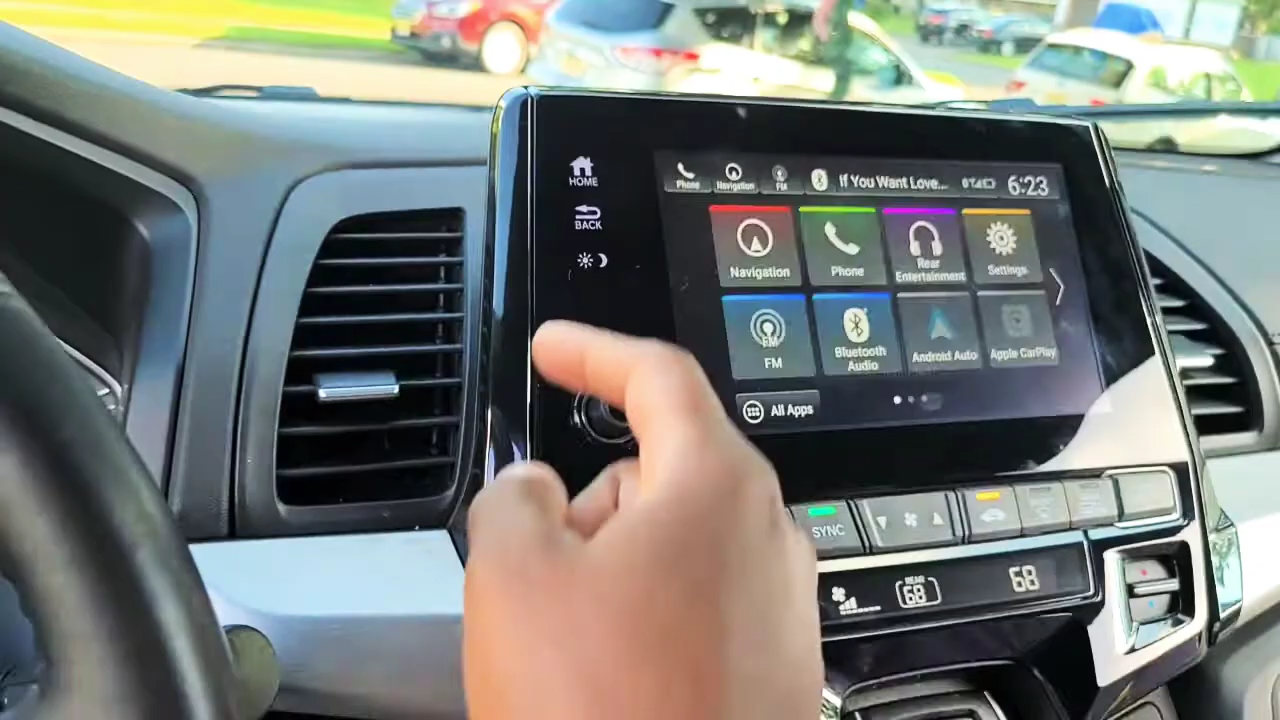 HOME
BACK
Phone
Navigation
FM
If You Want Love...
6:23
Navigation
Phone
Rear
Entertainment
Settings
FM
FM
Bluetooth
Audio
Android Auto
Apple CarPlay
All Apps
SYNC
REAR
68
68